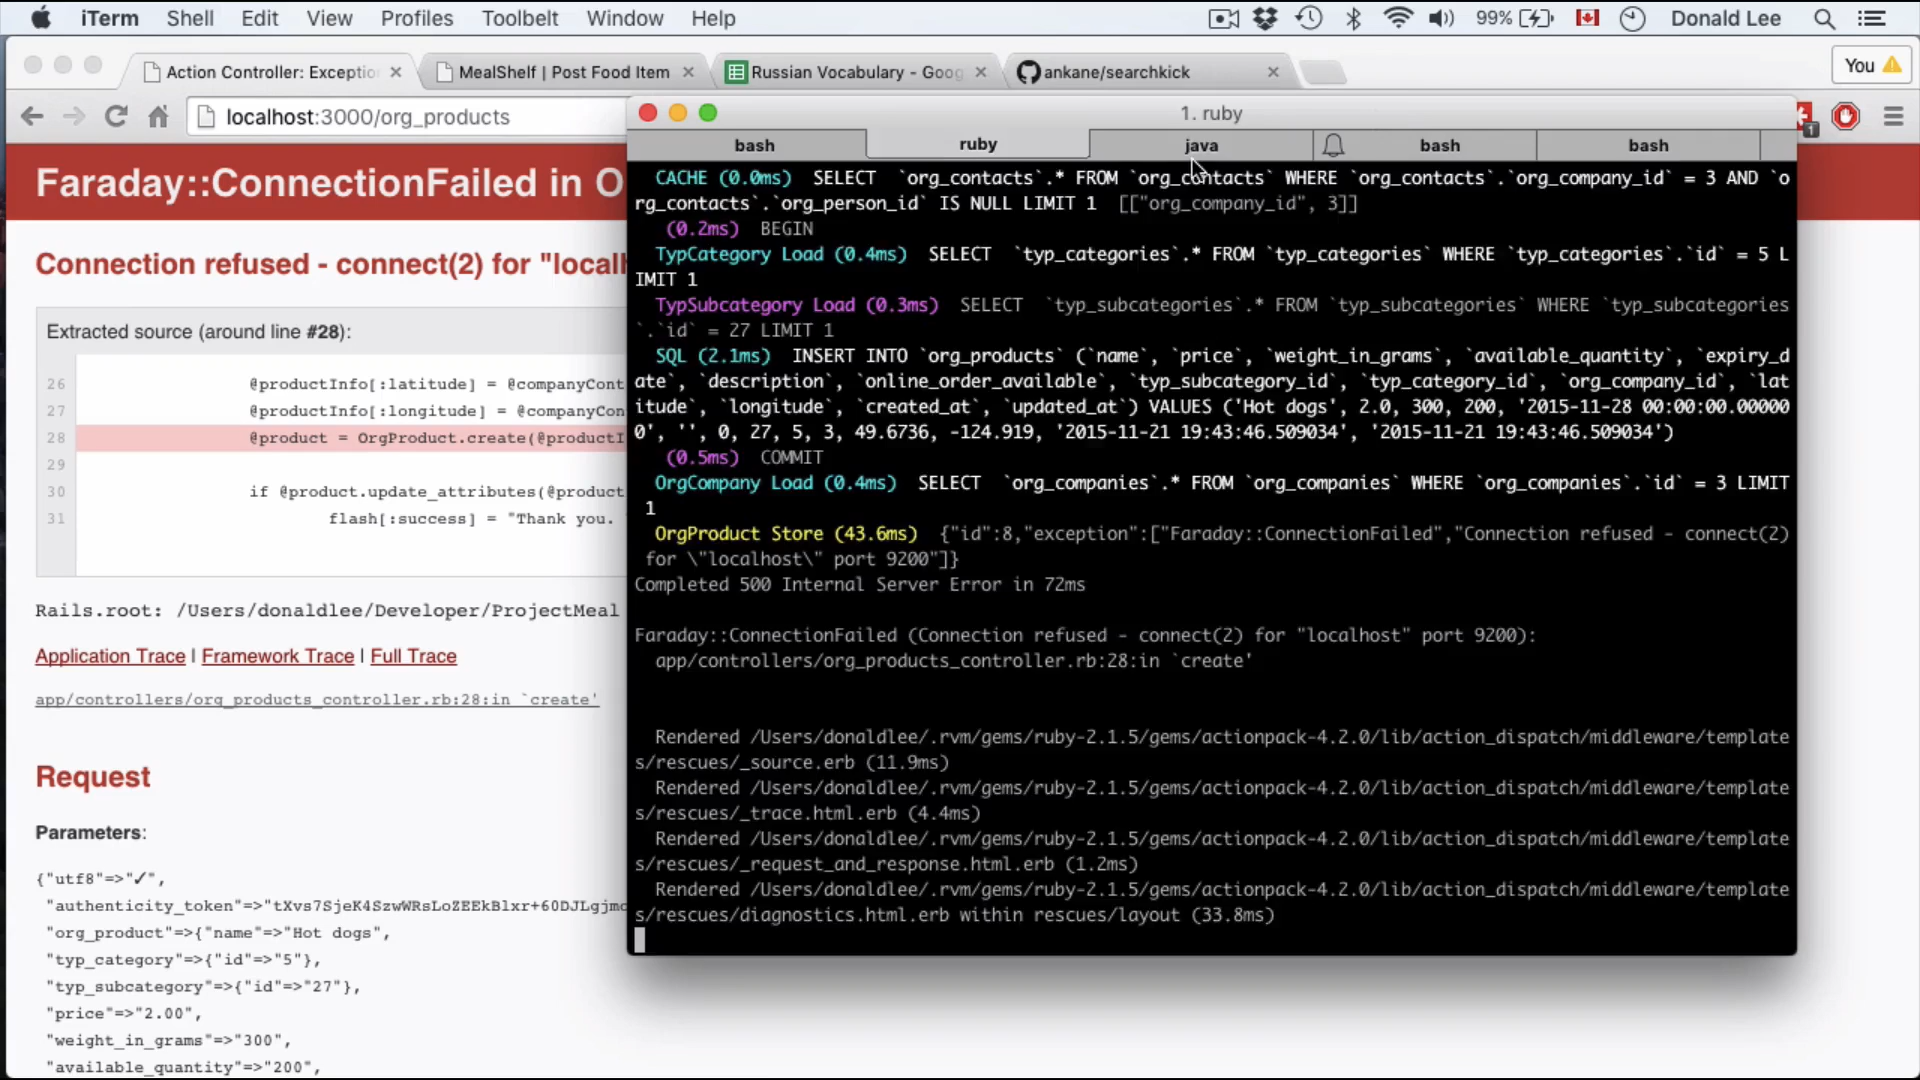 iTerm Shell Edit View Profiles Toolbelt Window Help 99% Donald Lee
Action Controller: Exceptio MealShelf | Post Food Item Russian Vocabulary - Goog ankane/searchkick You
localhost:3000/org_products
Faraday::ConnectionFailed in O
Connection refused - connect(2) for "local
Extracted source (around line #28):
26 @productInfo[:latitude] = @companyCont
27 @productInfo[:longitude] = @companyCon
28 @product = OrgProduct.create(@productI
29
30 if @product.update_attributes(@product
31 flash[:success] = "Thank you.
Rails.root: /Users/donaldlee/Developer/ProjectMeal
Application Trace | Framework Trace | Full Trace
app/controllers/org_products_controller.rb:28:in `create'
Request
Parameters:
{"utf8"=>"✓",
"authenticity_token"=>"tXvs7SjeK4SzwWRsLoZEEkBlxr+60DJLgjmo
"org_product"=>{"name"=>"Hot dogs",
"typ_category"=>{"id"=>"5"},
"typ_subcategory"=>{"id"=>"27"},
"price"=>"2.00",
"weight_in_grams"=>"300",
"available_quantity"=>"200",
1. ruby
bash ruby java bash bash
CACHE (0.0ms) SELECT `org_contacts`.* FROM `org_contacts` WHERE `org_contacts`.`org_company_id` = 3 AND `o
rg_contacts`.`org_person_id` IS NULL LIMIT 1 [["org_company_id", 3]]
(0.2ms) BEGIN
TypCategory Load (0.4ms) SELECT `typ_categories`.* FROM `typ_categories` WHERE `typ_categories`.`id` = 5 L
IMIT 1
TypSubcategory Load (0.3ms) SELECT `typ_subcategories`.* FROM `typ_subcategories` WHERE `typ_subcategories
`.`id` = 27 LIMIT 1
SQL (2.1ms) INSERT INTO `org_products` (`name`, `price`, `weight_in_grams`, `available_quantity`, `expiry_d
ate`, `description`, `online_order_available`, `typ_subcategory_id`, `typ_category_id`, `org_company_id`, `lat
itude`, `longitude`, `created_at`, `updated_at`) VALUES ('Hot dogs', 2.0, 300, 200, '2015-11-28 00:00:00.00000
0', '', 0, 27, 5, 3, 49.6736, -124.919, '2015-11-21 19:43:46.509034', '2015-11-21 19:43:46.509034')
(0.5ms) COMMIT
OrgCompany Load (0.4ms) SELECT `org_companies`.* FROM `org_companies` WHERE `org_companies`.`id` = 3 LIMIT
1
OrgProduct Store (43.6ms) {"id":8,"exception":["Faraday::ConnectionFailed","Connection refused - connect(2)
for \"localhost\" port 9200"]}
Completed 500 Internal Server Error in 72ms
Faraday::ConnectionFailed (Connection refused - connect(2) for "localhost" port 9200):
app/controllers/org_products_controller.rb:28:in `create'
Rendered /Users/donaldlee/.rvm/gems/ruby-2.1.5/gems/actionpack-4.2.0/lib/action_dispatch/middleware/template
s/rescues/_source.erb (11.9ms)
Rendered /Users/donaldlee/.rvm/gems/ruby-2.1.5/gems/actionpack-4.2.0/lib/action_dispatch/middleware/template
s/rescues/_trace.html.erb (4.4ms)
Rendered /Users/donaldlee/.rvm/gems/ruby-2.1.5/gems/actionpack-4.2.0/lib/action_dispatch/middleware/template
s/rescues/_request_and_response.html.erb (1.2ms)
Rendered /Users/donaldlee/.rvm/gems/ruby-2.1.5/gems/actionpack-4.2.0/lib/action_dispatch/middleware/template
s/rescues/diagnostics.html.erb within rescues/layout (33.8ms)